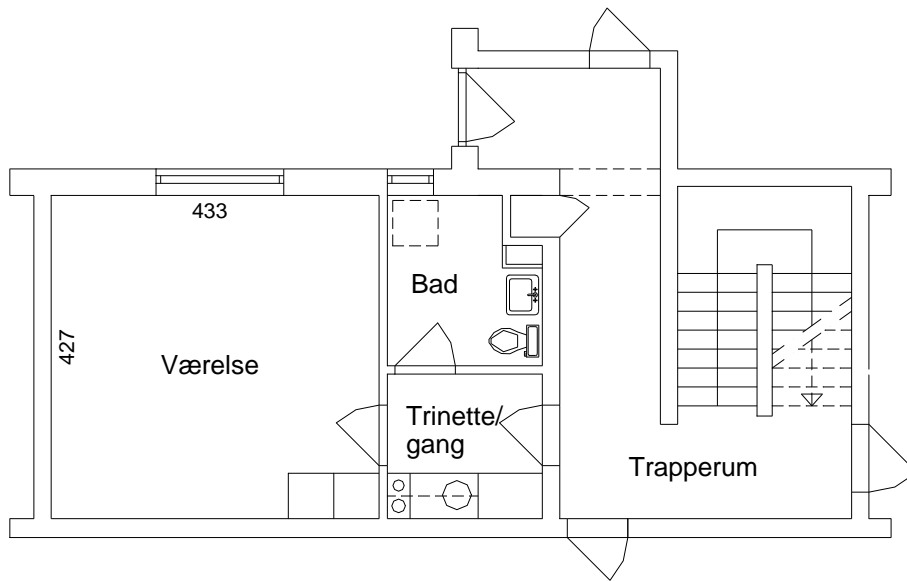 433
Bad
427
Værelse
Trinette/
gang
Trapperum